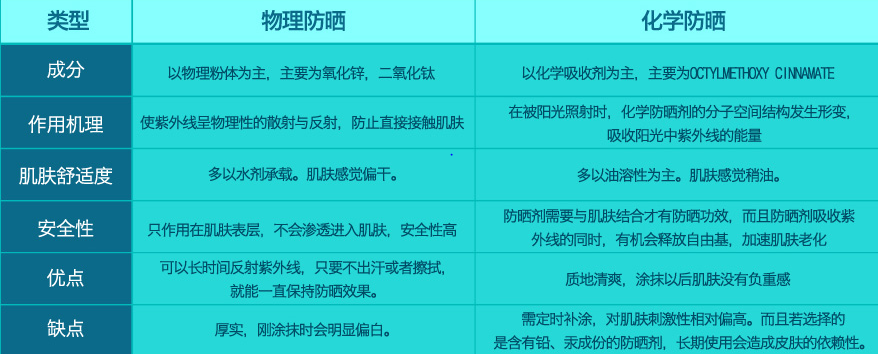 类型 物理防晒 化学防晒
成分 以物理粉体为主，主要为氧化锌，二氧化钛 以化学吸收剂为主，主要为OCTYLMETHOXY CINNAMATE
作用机理 使紫外线呈物理性的散射与反射，防止直接接触肌肤
在被阳光照射时，化学防晒剂的分子空间结构发生形变，
吸收阳光中紫外线的能量
肌肤舒适度 多以水剂承载。肌肤感觉偏干。 多以油溶性为主。肌肤感觉稍油。
安全性 只作用在肌肤表层，不会渗透进入肌肤，安全性高
防晒剂需要与肌肤结合才有防晒功效，而且防晒剂吸收紫
外线的同时，有机会释放自由基，加速肌肤老化
优点
可以长时间反射紫外线，只要不出汗或者擦拭，
就能一直保持防晒效果。
质地清爽，涂抹以后肌肤没有负重感
缺点 厚实，刚涂抹时会明显偏白。
需定时补涂，对肌肤刺激性相对偏高。而且若选择的
是含有铅、汞成份的防晒剂，长期使用会造成皮肤的依赖性。